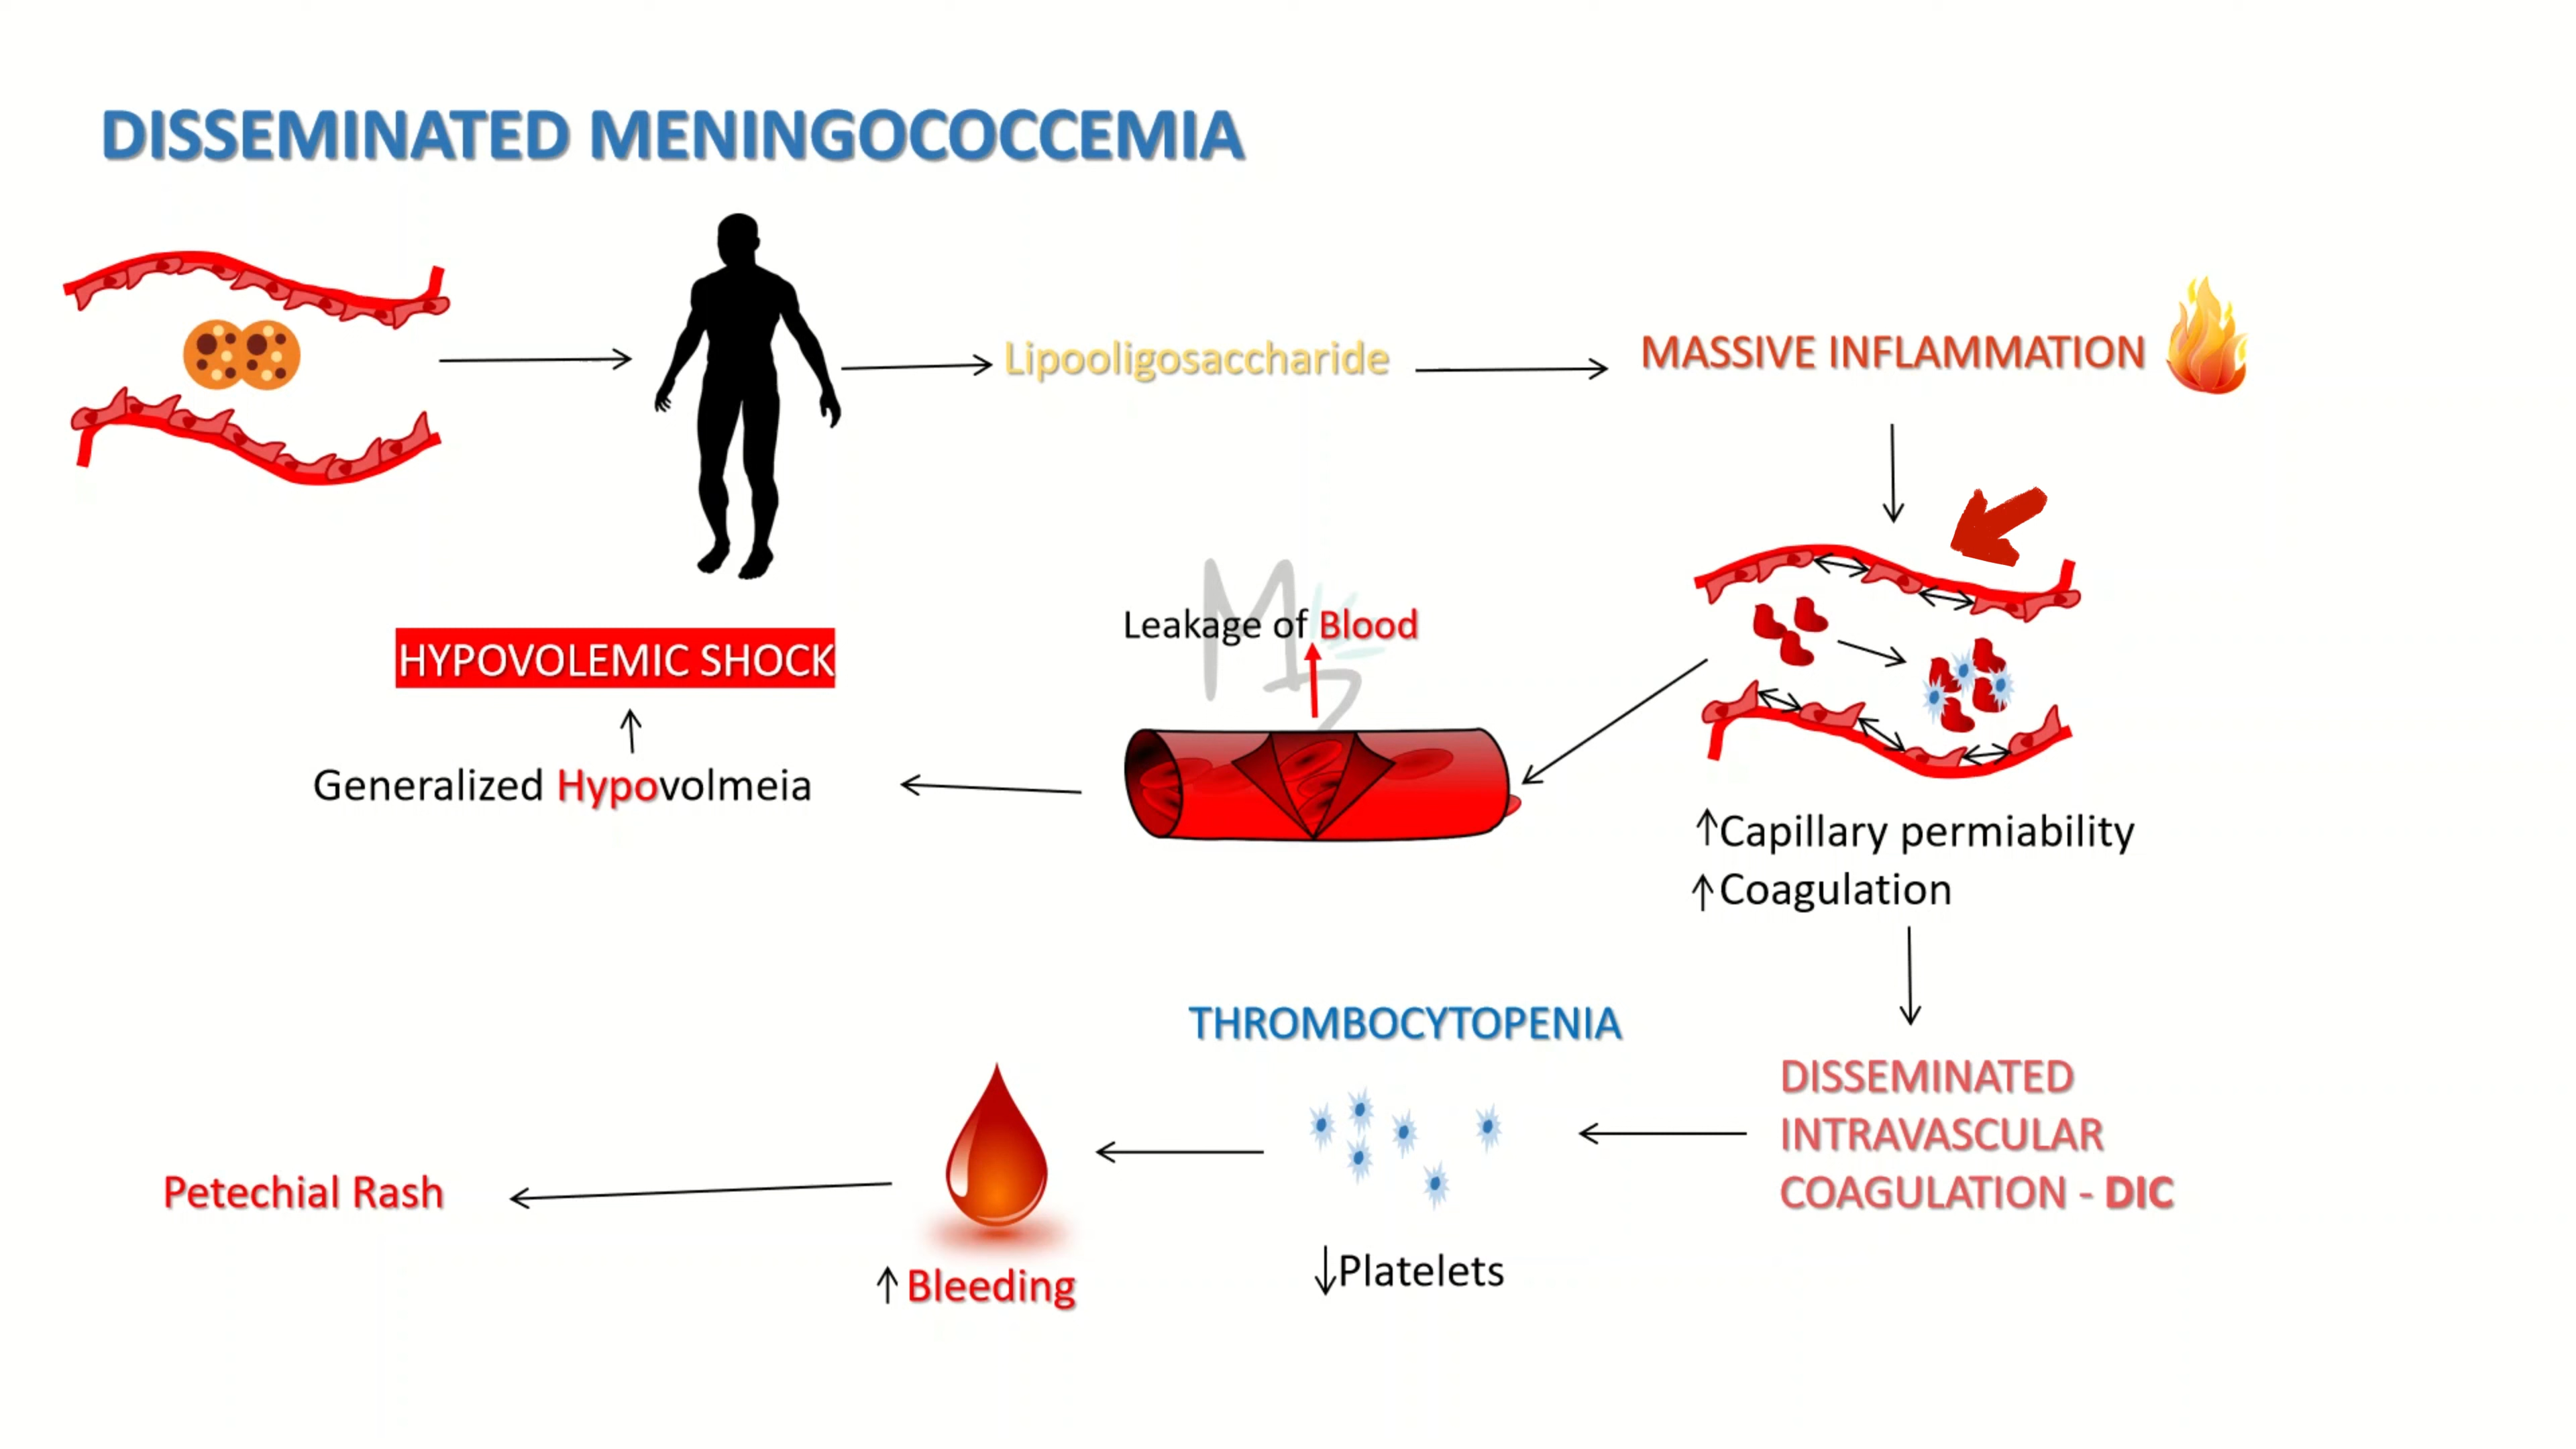 DISSEMINATED MENINGOCOCCEMIA
Lipooligosaccharide
MASSIVE INFLAMMATION
Leakage of Blood
HYPOVOLEMIC SHOCK
Generalized Hypovolmeia
↑Capillary permiability
↑Coagulation
THROMBOCYTOPENIA
DISSEMINATED
INTRAVASCULAR
COAGULATION - DIC
Petechial Rash
↑Bleeding
↓Platelets